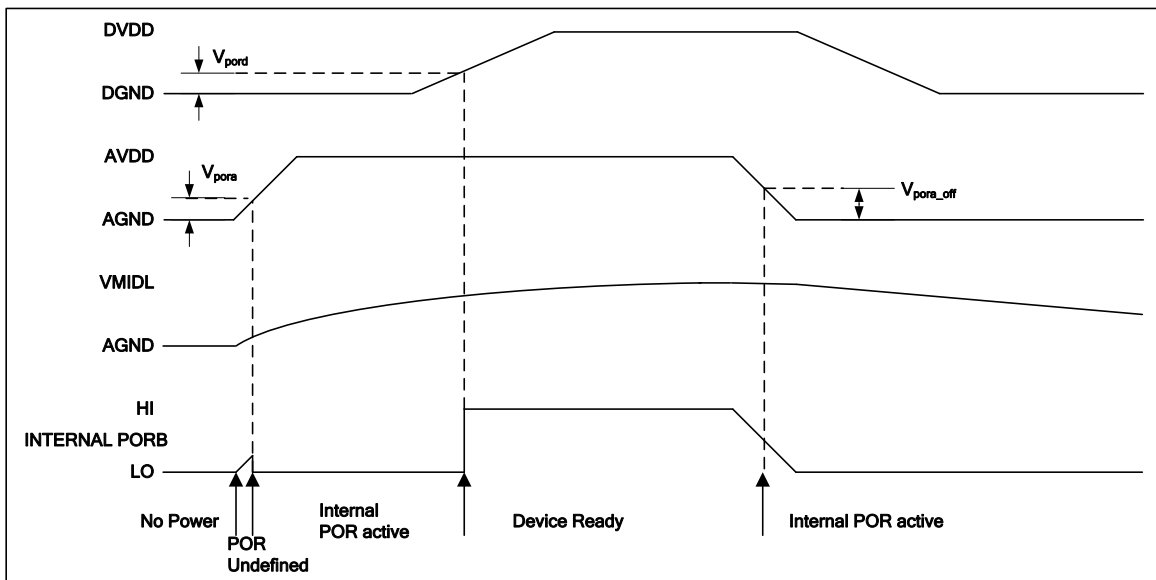 DVDD
Vpord
DGND
AVDD
Vpora
Vpora_off
AGND
VMIDL
AGND
HI
INTERNAL PORB
LO
No Power
POR
Undefined
Internal
POR active
Device Ready
Internal POR active